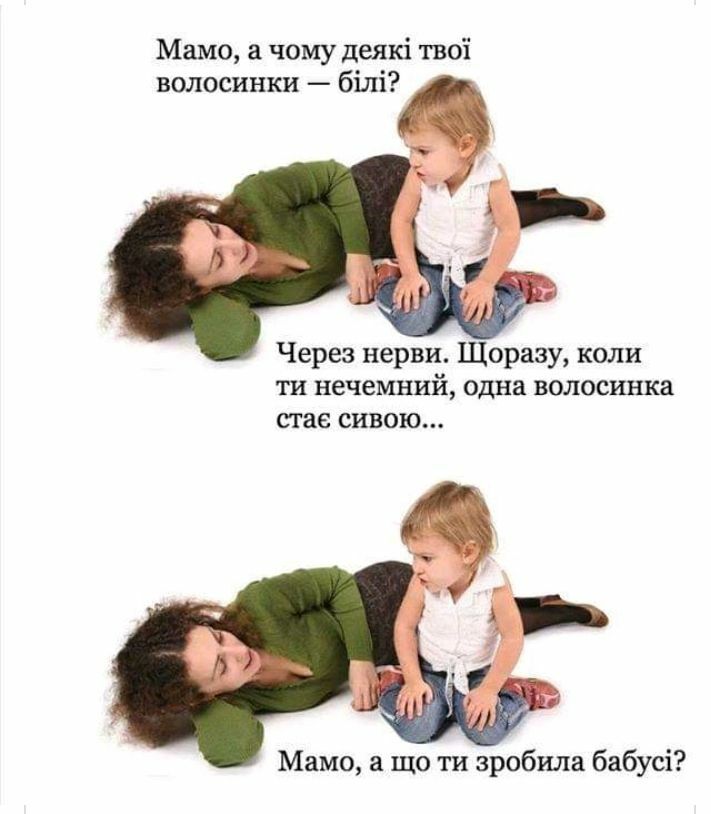 Мамо, а чому деякі твої
волосинки — білі?
Через нерви. Щоразу, коли
ти нечемний, одна волосинка
стає сивою...
Мамо, а що ти зробила бабусі?